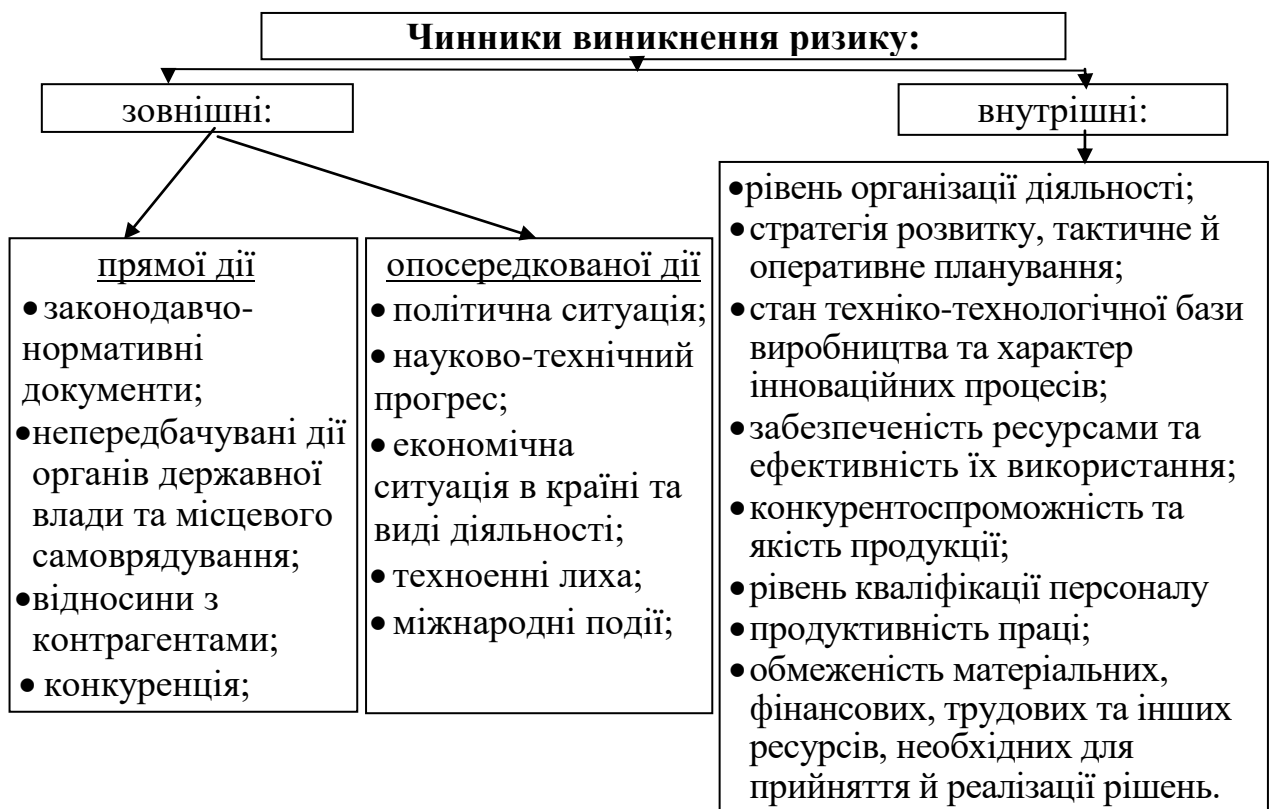 Чинники виникнення ризику:
зовнішні:
внутрішні:
прямої дії
• законодавчо-
нормативні
документи;
•непередбачувані дії
органів державної
влади та місцевого
самоврядування;
•відносини з
контрагентами;
• конкуренція;
опосередкованої дії
• політична ситуація;
• науково-технічний
прогрес;
• економічна
ситуація в країні та
виді діяльності;
• техноенні лиха;
• міжнародні події;
•рівень організації діяльності;
•стратегія розвитку, тактичне й
оперативне планування;
•стан техніко-технологічної бази
виробництва та характер
інноваційних процесів;
•забезпеченість ресурсами та
ефективність їх використання;
•конкурентоспроможність та
якість продукції;
•рівень кваліфікації персоналу
•продуктивність праці;
•обмеженість матеріальних,
фінансових, трудових та інших
ресурсів, необхідних для
прийняття й реалізації рішень.